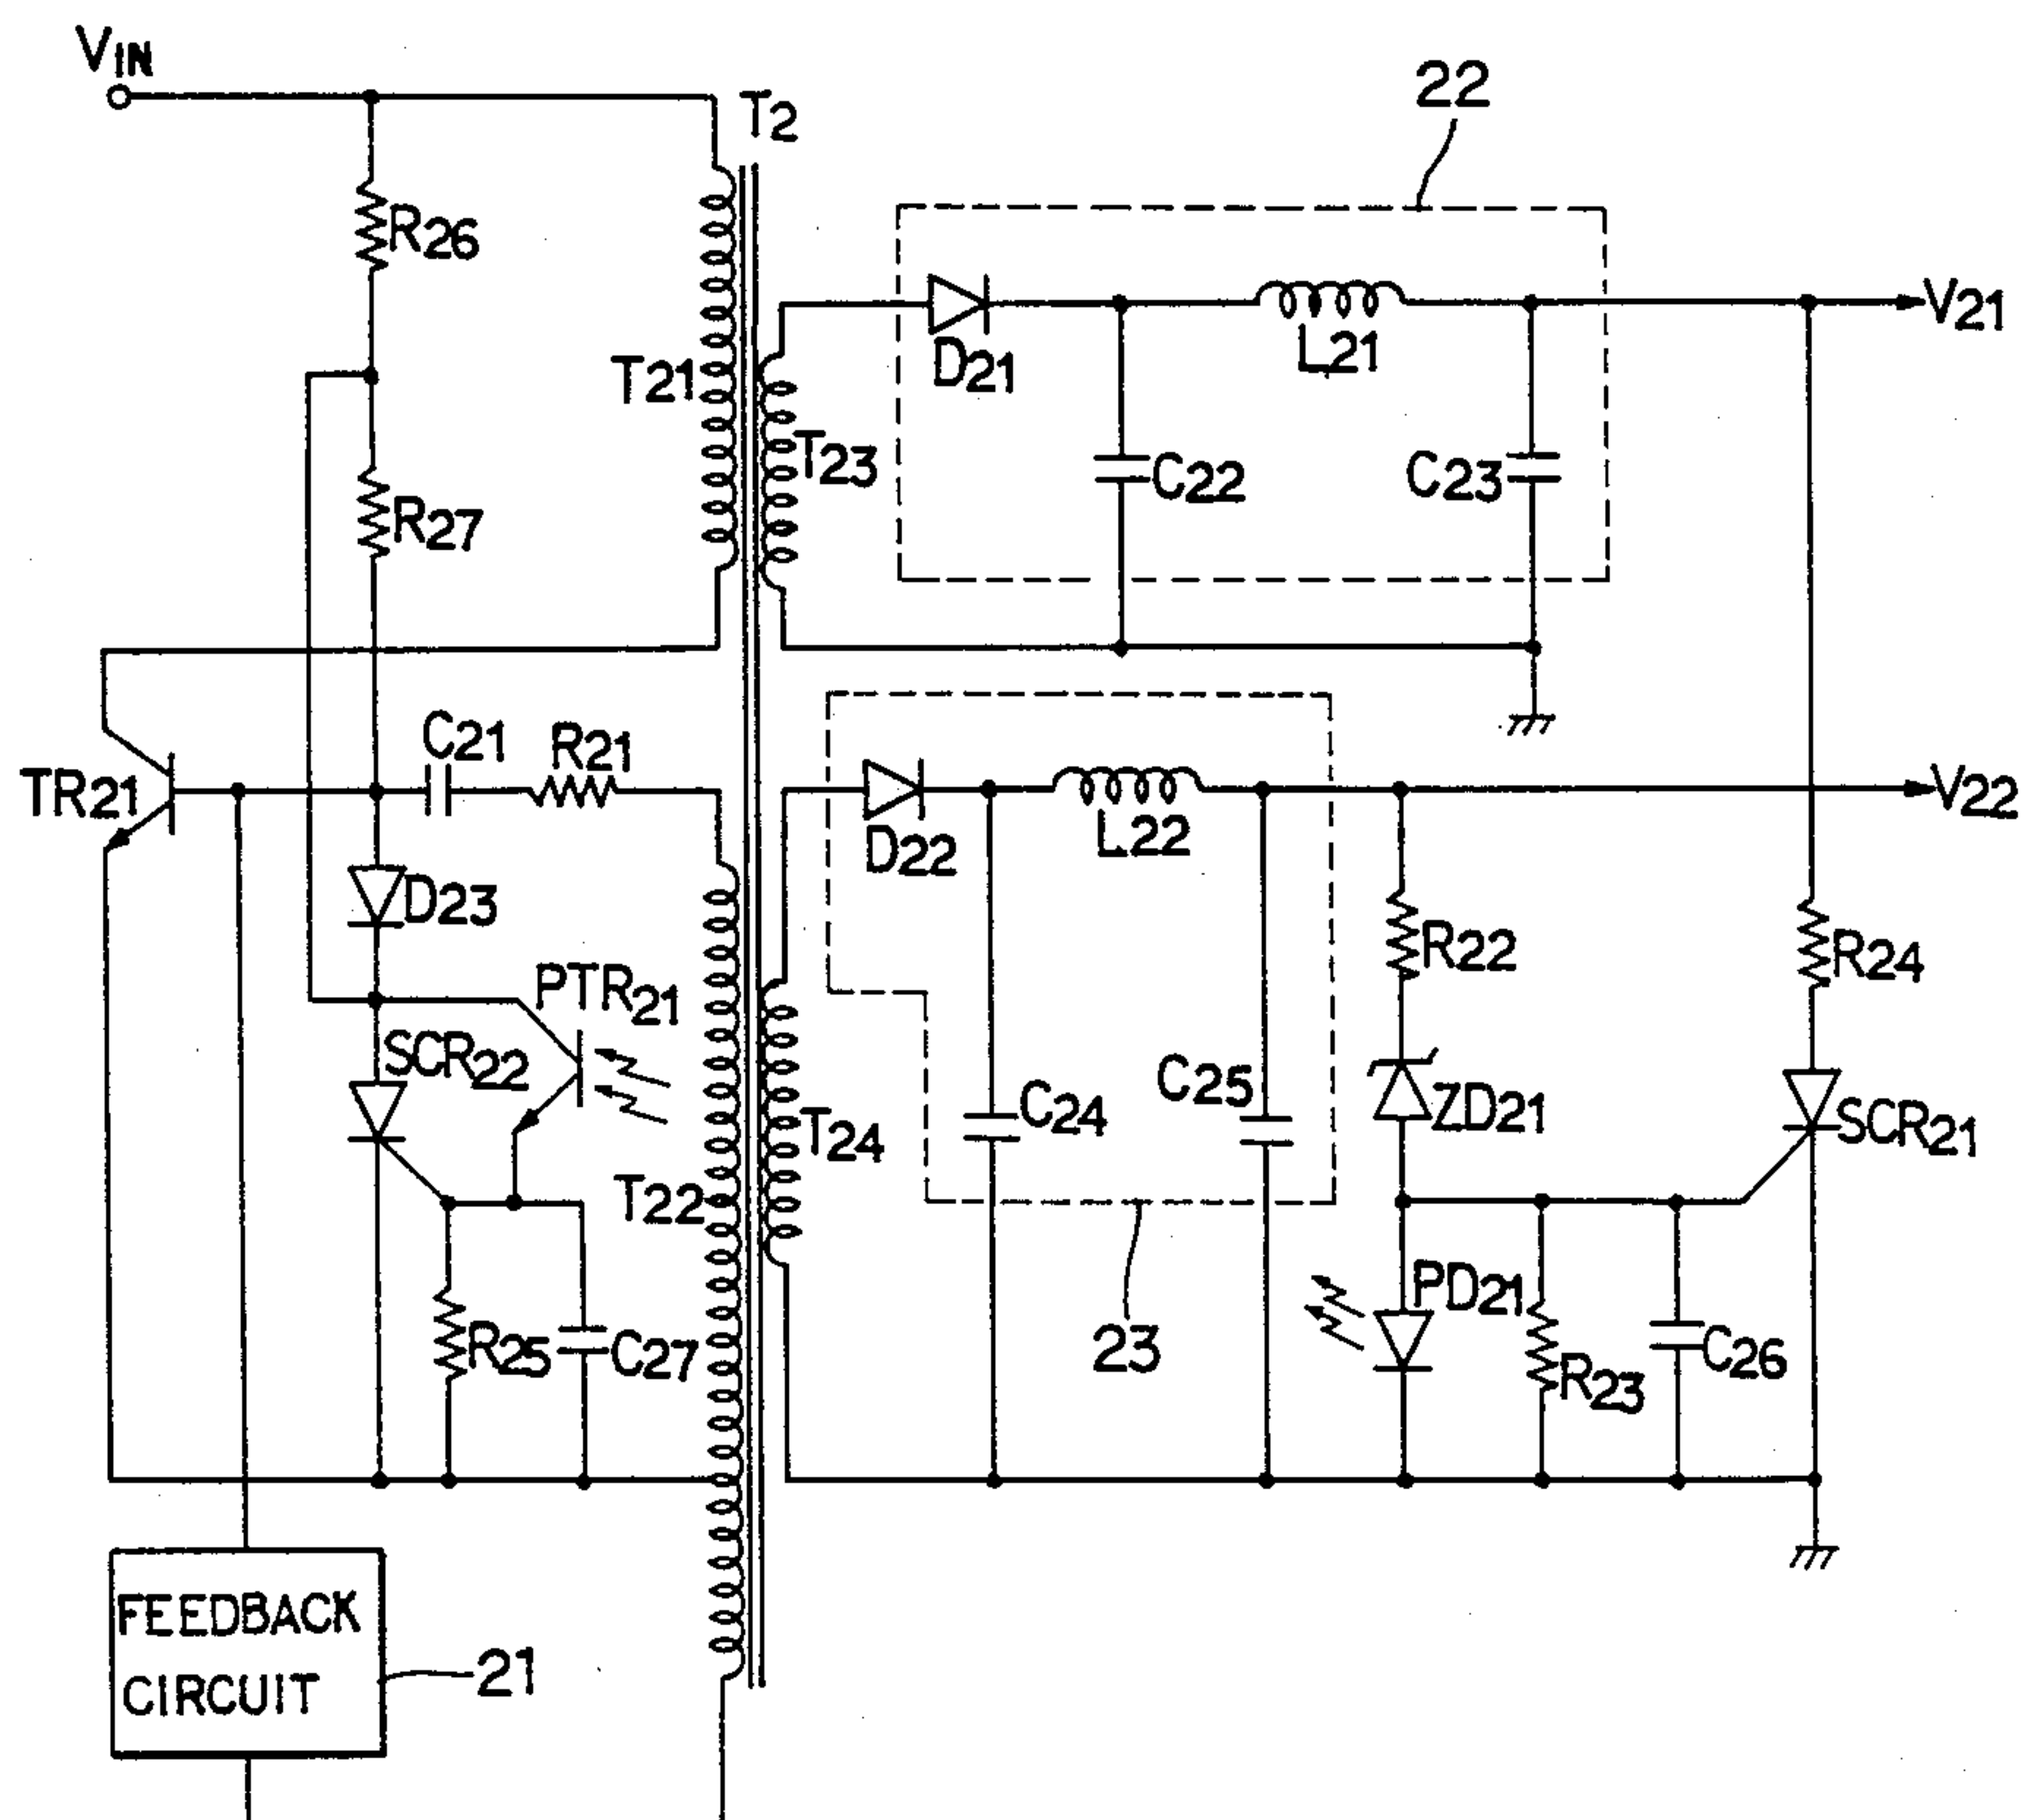 VIN
T2
22
R26
D21
L21
V21
T21
T23
C22
C23
R27
C21
R21
TR21
D22
L22
V22
D23
R22
R24
PTR21
SCR22
C24
C25
ZD21
SCR21
T24
T22
PD21
R25
C27
23
R23
C26
FEEDBACK
CIRCUIT
21